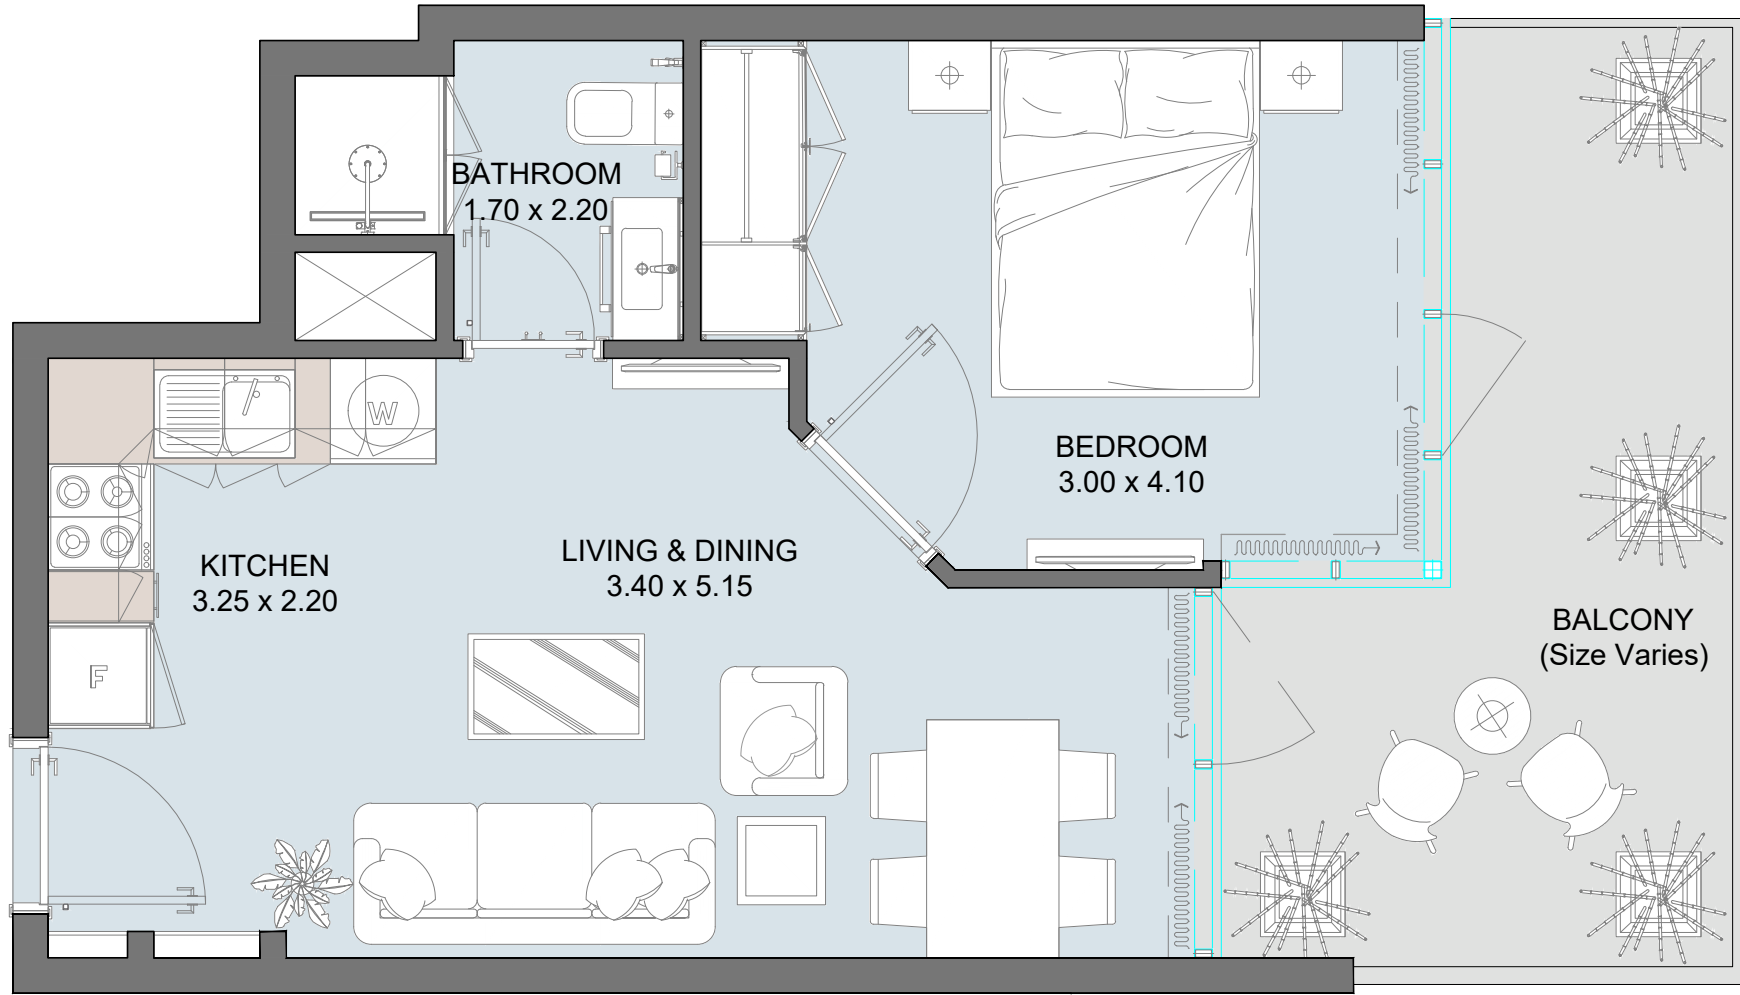 BATHROOM
1.70 x 2.20
W
BEDROOM
3.00 x 4.10
LIVING & DINING
3.40 x 5.15
KITCHEN
3.25 x 2.20
F
BALCONY
(Size Varies)